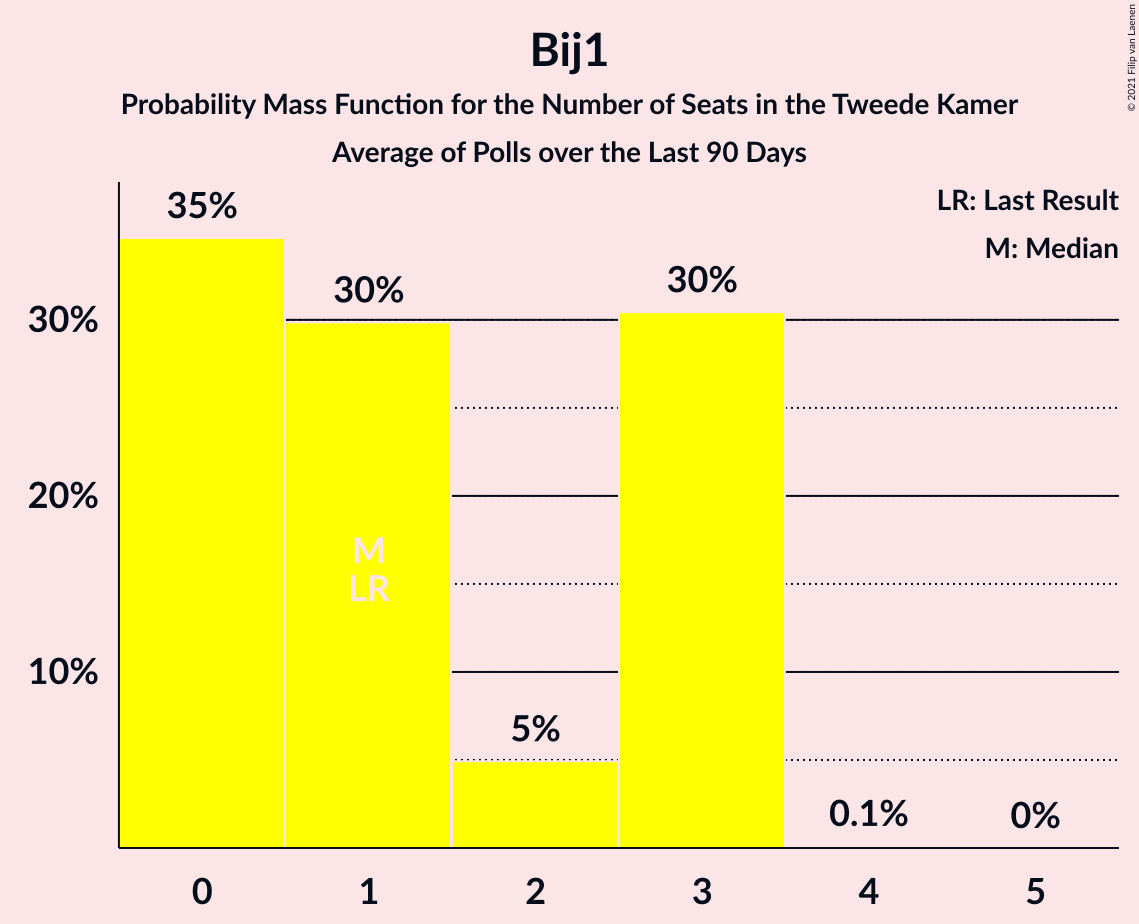 Bij1
Probability Mass Function for the Number of Seats in the Tweede Kamer
Average of Polls over the Last 90 Days
© 2021 Filip van Laenen
LR: Last Result
M: Median
35%
30%
30%
5%
0.1%
0%
M
LR
30%
20%
10%
0 1 2 3 4 5